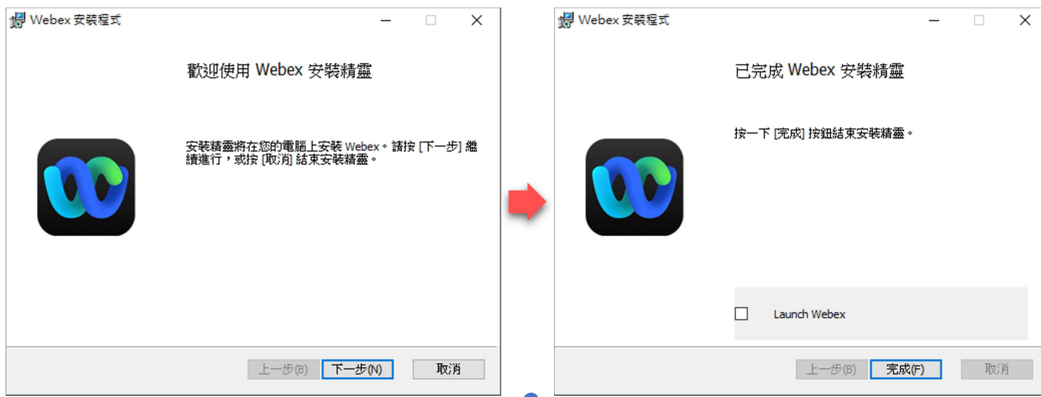 Webex 安裝程式
歡迎使用 Webex 安裝精靈
安裝精靈將在您的電腦上安裝 Webex。請按 [下一步] 繼
續進行，或按 [取消] 結束安裝精靈。
上一步(B)
下一步(N)
取消
Webex 安裝程式
已完成 Webex 安裝精靈
按一下 [完成] 按鈕結束安裝精靈。
Launch Webex
上一步(B)
完成(F)
取消